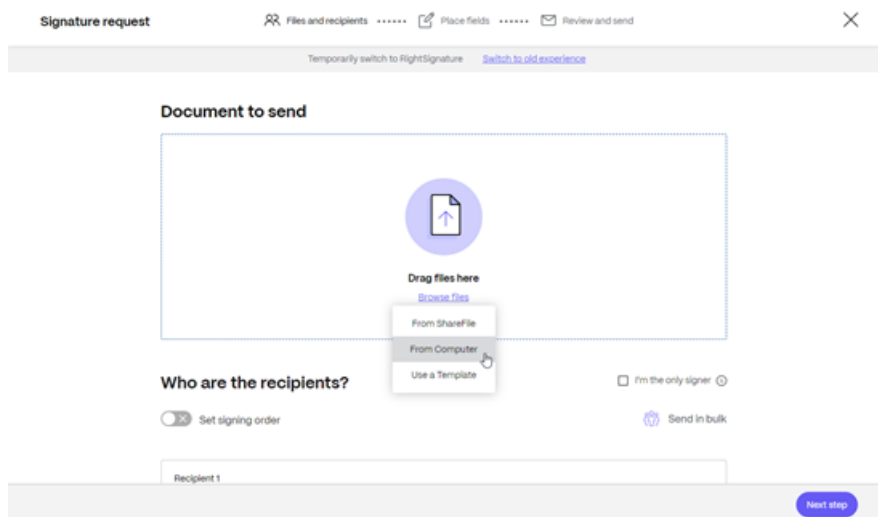 Signature request
Files and recipients
Place fields
Review and send
Temporarily switch to RightSignature Switch to old experience
Document to send
Drag files here
Browse files
From ShareFile
From Computer
Use a Template
Who are the recipients?
I'm the only signer
Set signing order
Send in bulk
Recipient 1
Next step